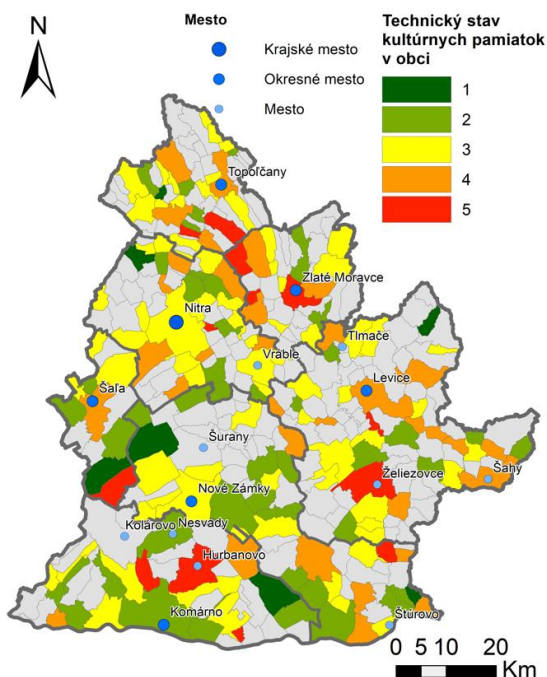 Mesto
Krajské mesto
Okresné mesto
Mesto
Technický stav
kultúrnych pamiatok
v obci
1
2
3
4
5
N
Topoľčany
Zlaté Moravce
Nitra
Tlmače
Vráble
Levice
Šaľa
Šurany
Želiezovce
Šahy
Nové Zámky
Kolárovo
Nesvady
Hurbanovo
Komárno
Štúrovo
0 5 10 20
Km